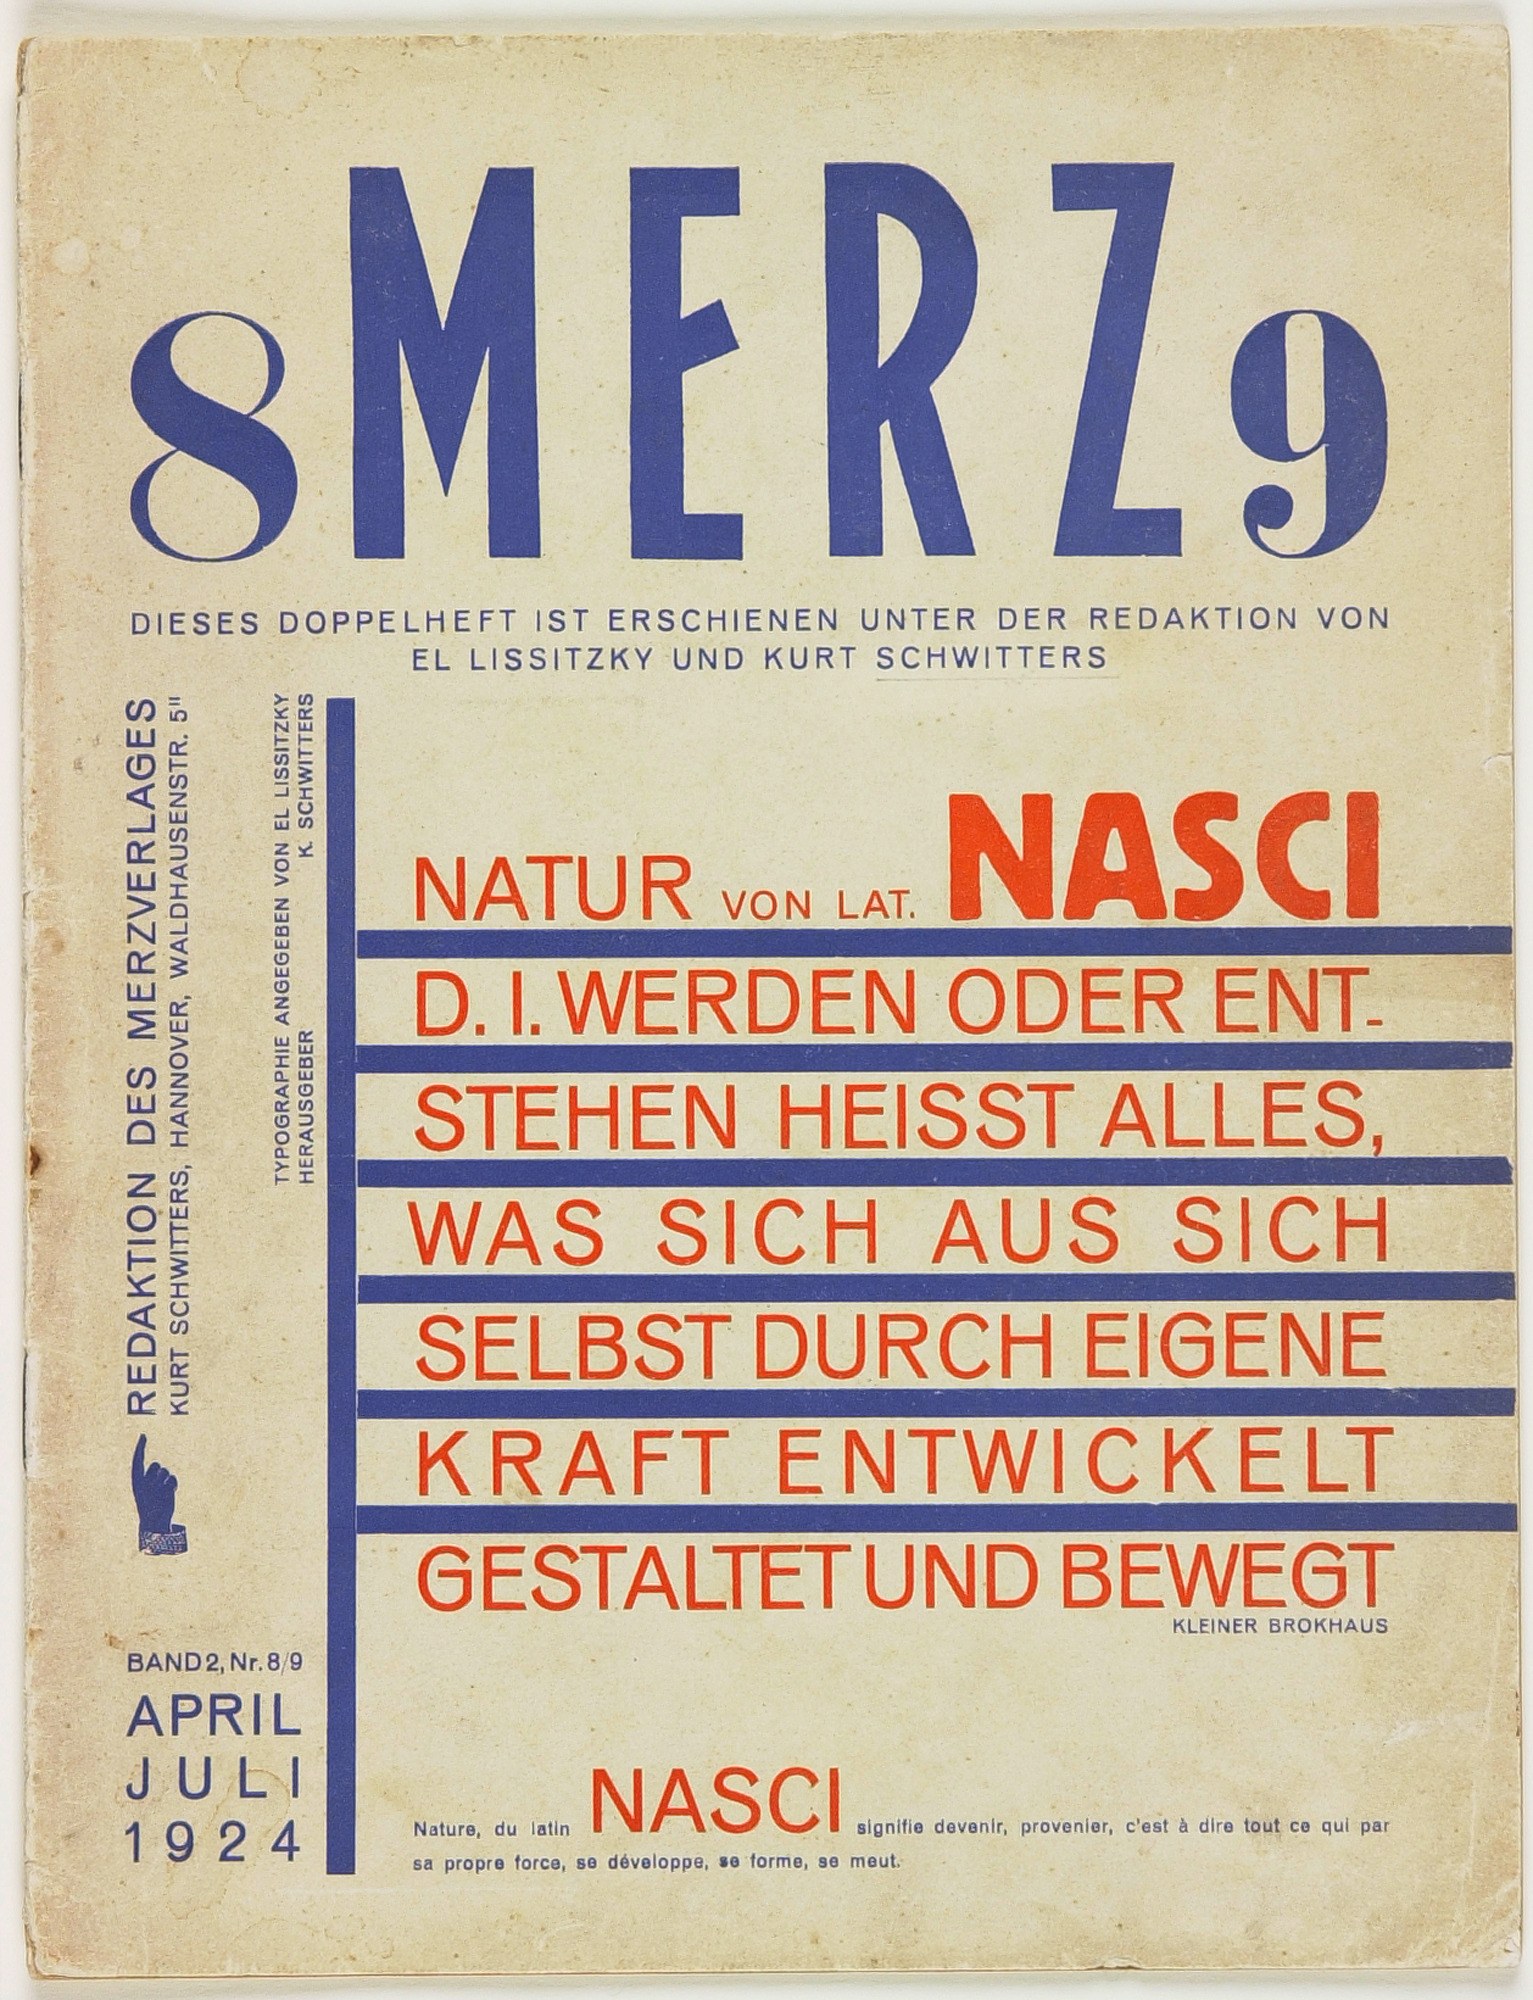 8 MERZ 9
DIESES DOPPELHEFT IST ERSCHIENEN UNTER DER REDAKTION VON
EL LISSITZKY UND KURT SCHWITTERS
REDAKTION DES MERZVERLAGES
KURT SCHWITTERS, HANNOVER, WALDHAUSENSTR. 5"
TYPOGRAPHIE ANGEGEBEN VON EL LISSITZKY
HERAUSGEBER K. SCHWITTERS
NATUR VON LAT. NASCI
D. I. WERDEN ODER ENT-
STEHEN HEISST ALLES,
WAS SICH AUS SICH
SELBST DURCH EIGENE
KRAFT ENTWICKELT
GESTALTET UND BEWEGT
KLEINER BROKHAUS
BAND 2, Nr. 8/9
APRIL
JULI
1924
Nature, du latin NASCI signifie devenir, provenier, c'est à dire tout ce qui par
sa propre force, se développe, se forme, se meut.